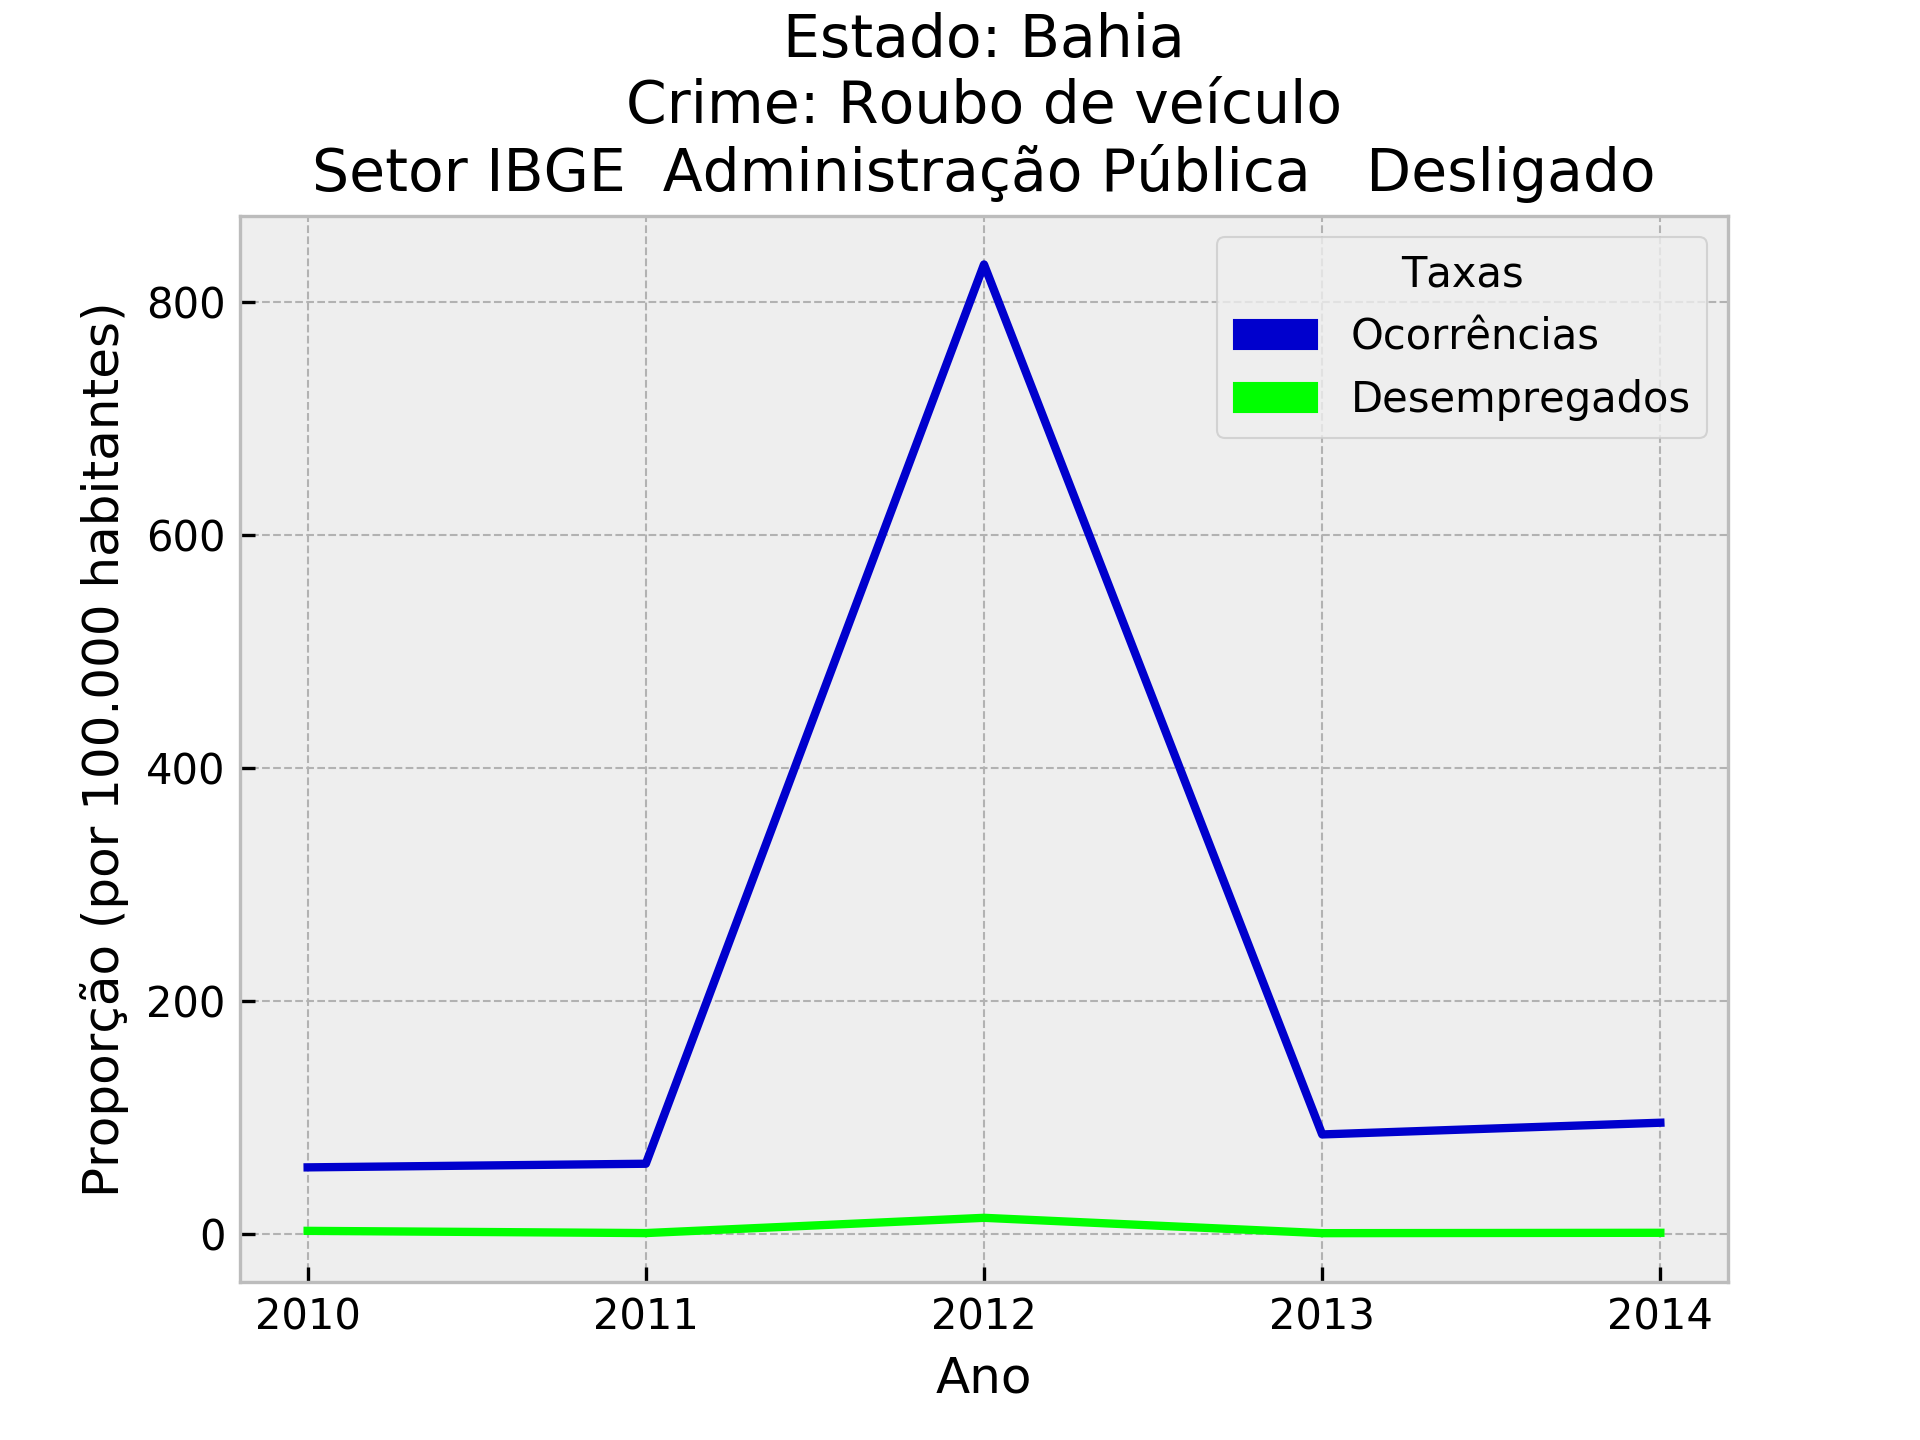 Estado: Bahia
Crime: Roubo de veículo
Setor IBGE  Administração Pública   Desligado
Proporção (por 100.000 habitantes)
800
600
400
200
0
Taxas
Ocorrências
Desempregados
2010 2011 2012 2013 2014
Ano